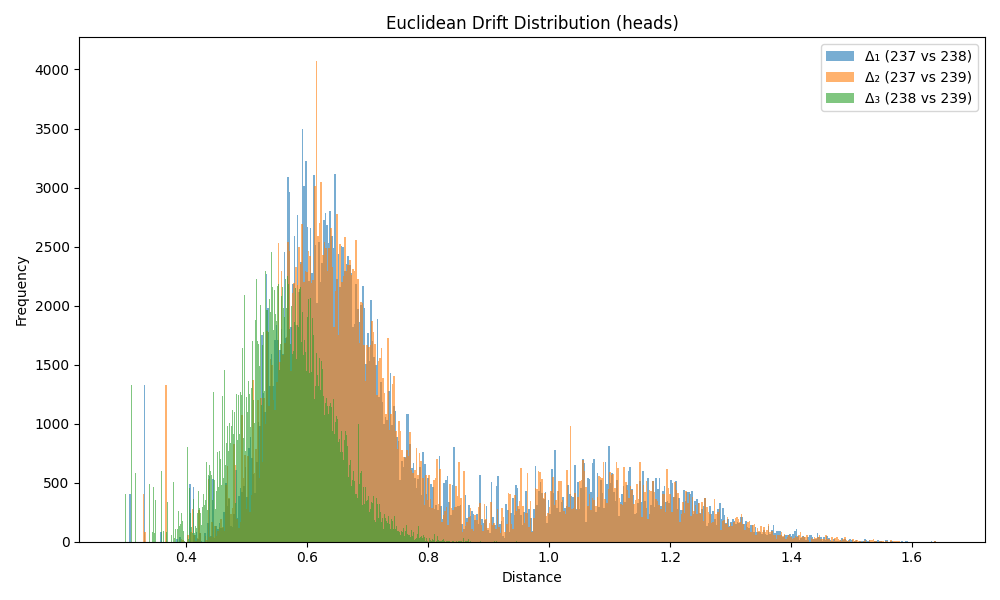 Euclidean Drift Distribution (heads)
Δ₁ (237 vs 238)
Δ₂ (237 vs 239)
Δ₃ (238 vs 239)
Frequency
4000
3500
3000
2500
2000
1500
1000
500
0
0.4 0.6 0.8 1.0 1.2 1.4 1.6
Distance